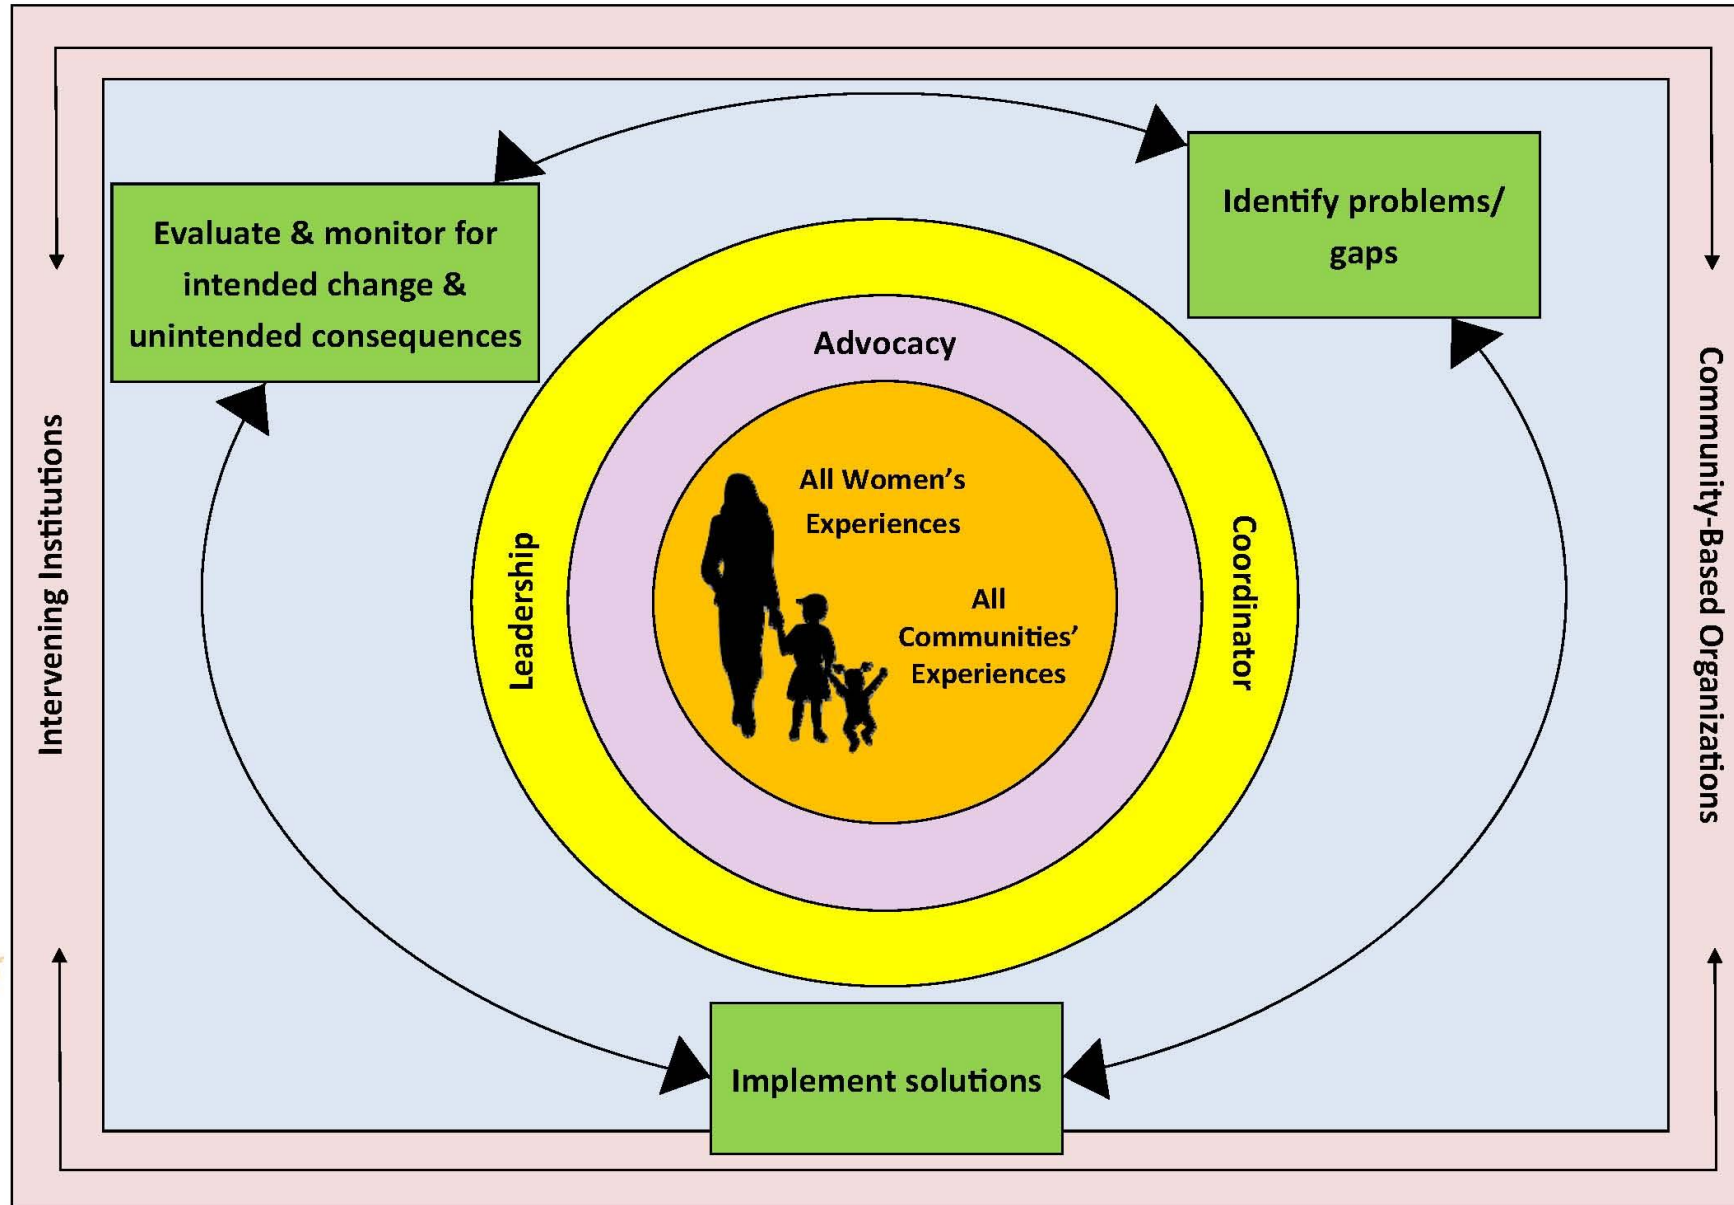 Evaluate & monitor for
intended change &
unintended consequences
Identify problems/
gaps
Advocacy
All Women’s
Experiences
All
Communities’
Experiences
Leadership
Coordinator
Intervening Institutions
Community-Based Organizations
Implement solutions